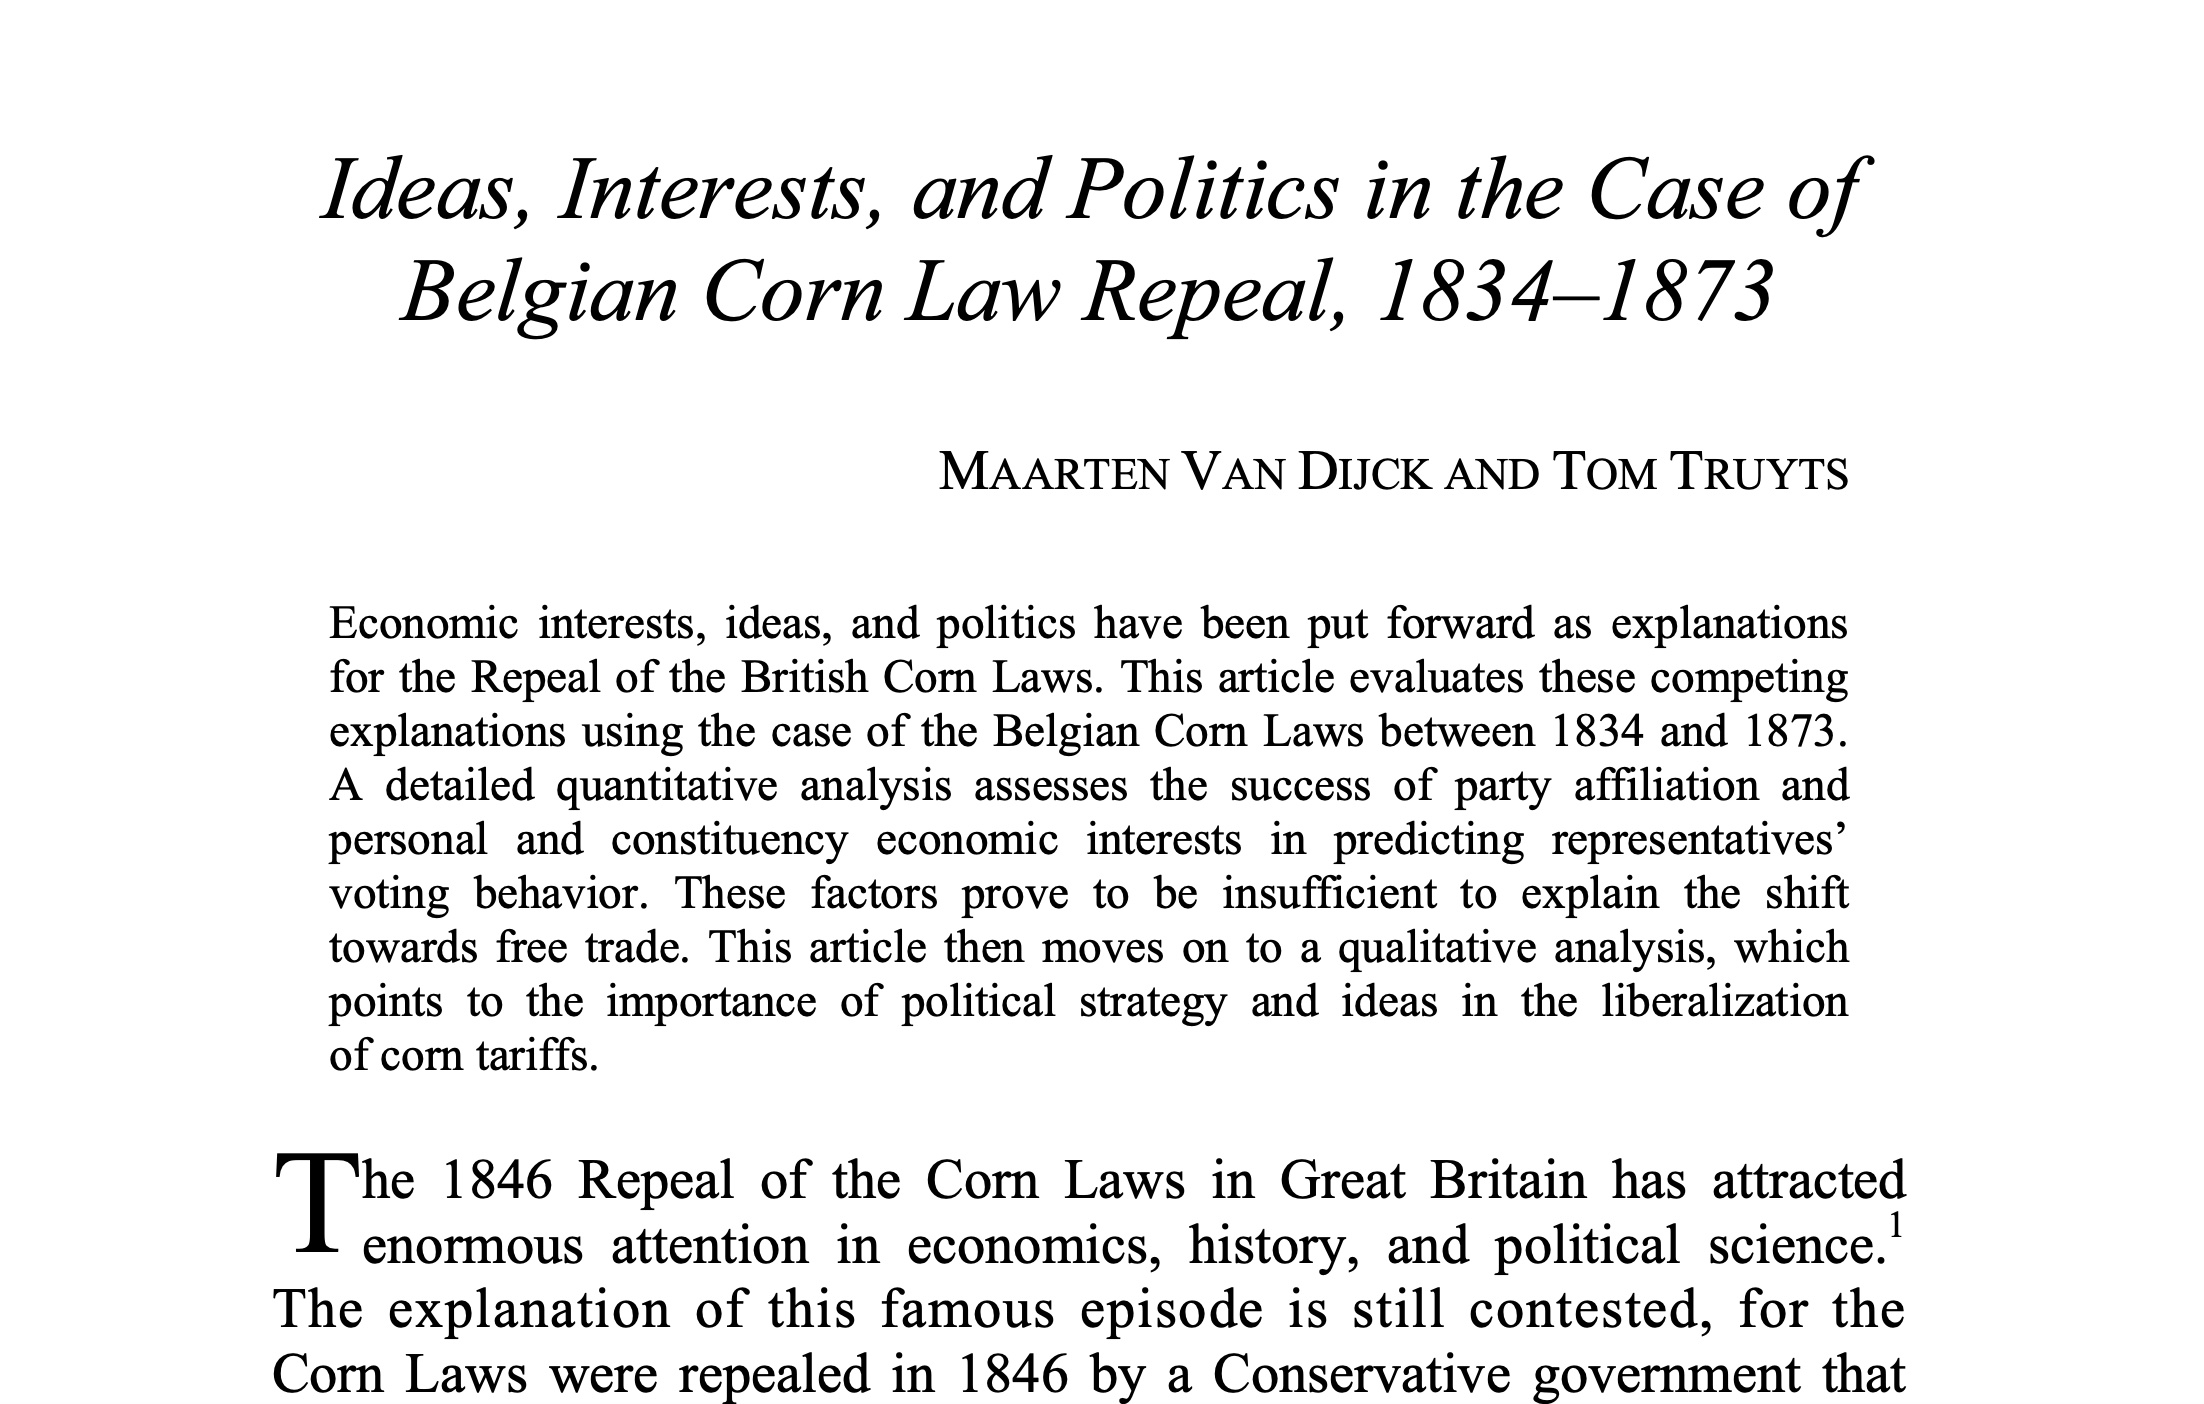 Ideas, Interests, and Politics in the Case of
Belgian Corn Law Repeal, 1834–1873
MAARTEN VAN DIJCK AND TOM TRUYTS
Economic interests, ideas, and politics have been put forward as explanations
for the Repeal of the British Corn Laws. This article evaluates these competing
explanations using the case of the Belgian Corn Laws between 1834 and 1873.
A detailed quantitative analysis assesses the success of party affiliation and
personal and constituency economic interests in predicting representatives’
voting behavior. These factors prove to be insufficient to explain the shift
towards free trade. This article then moves on to a qualitative analysis, which
points to the importance of political strategy and ideas in the liberalization
of corn tariffs.
The 1846 Repeal of the Corn Laws in Great Britain has attracted
enormous attention in economics, history, and political science.1
The explanation of this famous episode is still contested, for the
Corn Laws were repealed in 1846 by a Conservative government that